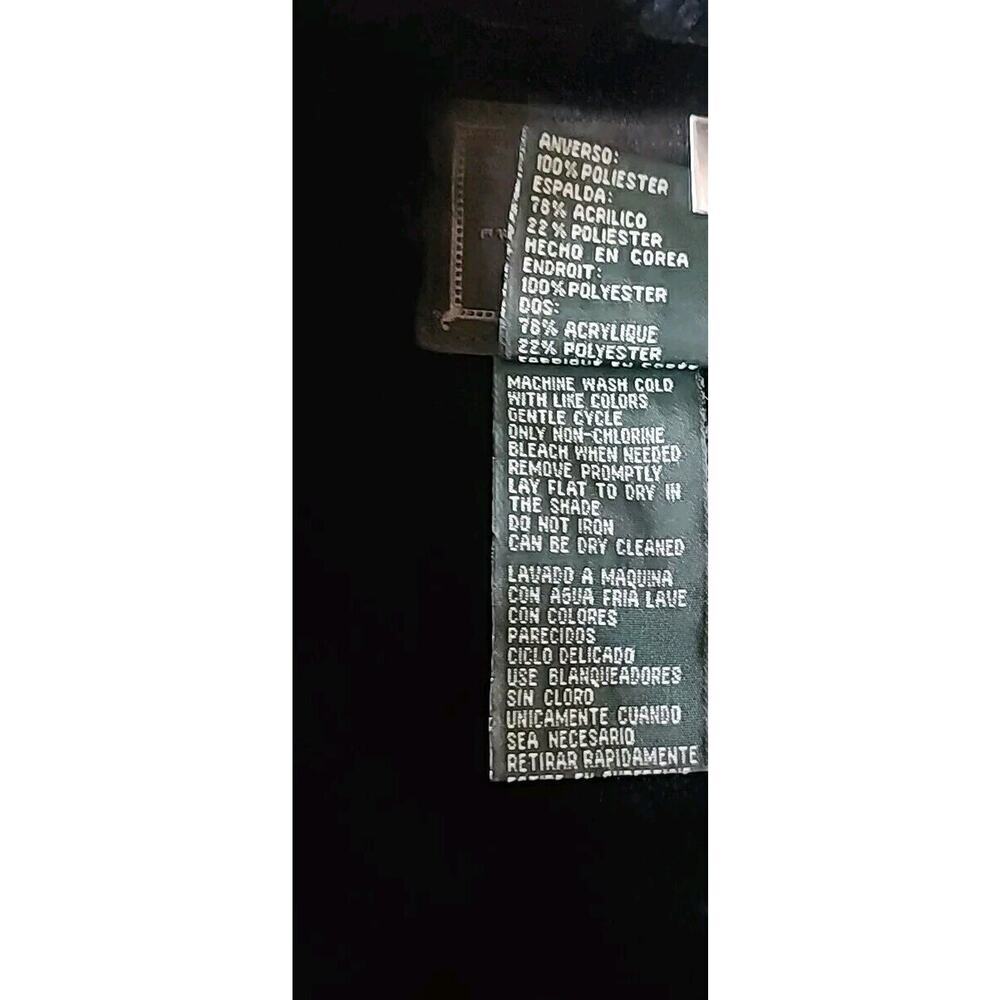 ANVERSO:
100% POLIESTER
ESPALDA:
78% ACRILICO
22% POLIESTER
HECHO EN COREA
ENDROIT:
100% POLYESTER
DOS:
78% ACRYLIQUE
22% POLYESTER
MACHINE WASH COLD
WITH LIKE COLORS
GENTLE CYCLE
ONLY NON-CHLORINE
BLEACH WHEN NEEDED
REMOVE PROMPTLY
LAY FLAT TO DRY IN
THE SHADE
DO NOT IRON
CAN BE DRY CLEANED
LAVADO A MAQUINA
CON AGUA FRIA LAVE
CON COLORES
PARECIDOS
CICLO DELICADO
USE BLANQUEADORES
SIN CLORO
UNICAMENTE CUANDO
SEA NECESARIO
RETIRAR RAPIDAMENTE